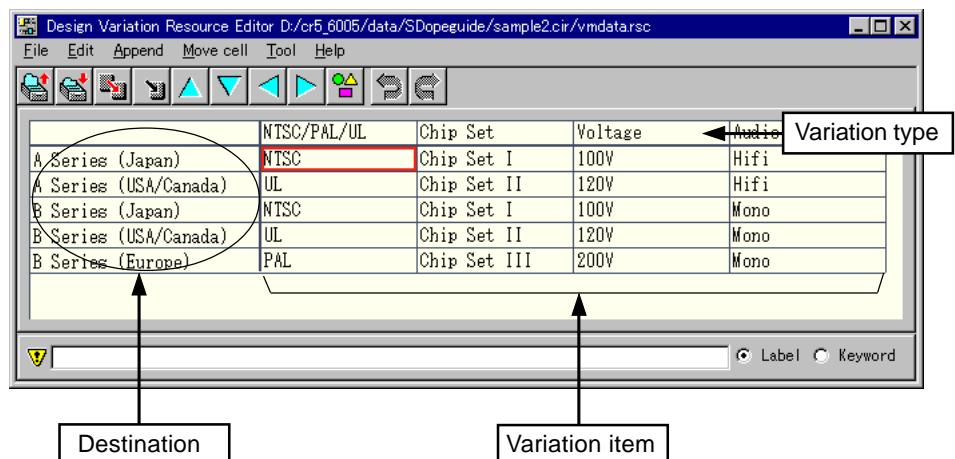 Design Variation Resource Editor D:/cr5_6005/data/SDopeguide/sample2.cir/vmdata.rsc
File Edit Append Move cell Tool Help
NTSC/PAL/UL Chip Set Voltage Audio
Variation type
A Series (Japan) NTSC Chip Set I 100V Hifi
A Series (USA/Canada) UL Chip Set II 120V Hifi
B Series (Japan) NTSC Chip Set I 100V Mono
B Series (USA/Canada) UL Chip Set II 120V Mono
B Series (Europe) PAL Chip Set III 200V Mono
Label Keyword
Destination Variation item